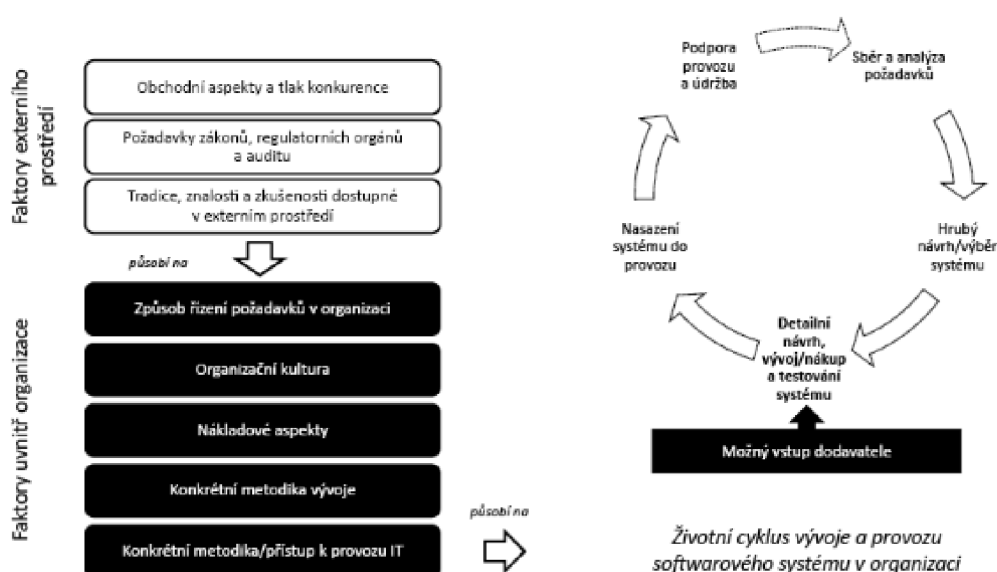 Faktory externího
prostředí
Obchodní aspekty a tlak konkurence
Požadavky zákonů, regulatorních orgánů
a auditu
Tradice, znalosti a zkušenosti dostupné
v externím prostředí
působí na
Faktory uvnitř organizace
Způsob řízení požadavků v organizaci
Organizační kultura
Nákladové aspekty
Konkrétní metodika vývoje
Konkrétní metodika/přístup k provozu IT
působí na
Podpora
provozu
a údržba
Sběr a analýza
požadavků
Hrubý
návrh/výběr
systému
Detailní
návrh,
vývoj/nákup
a testování
systému
Nasazení
systému do
provozu
Možný vstup dodavatele
Životní cyklus vývoje a provozu
softwarového systému v organizaci